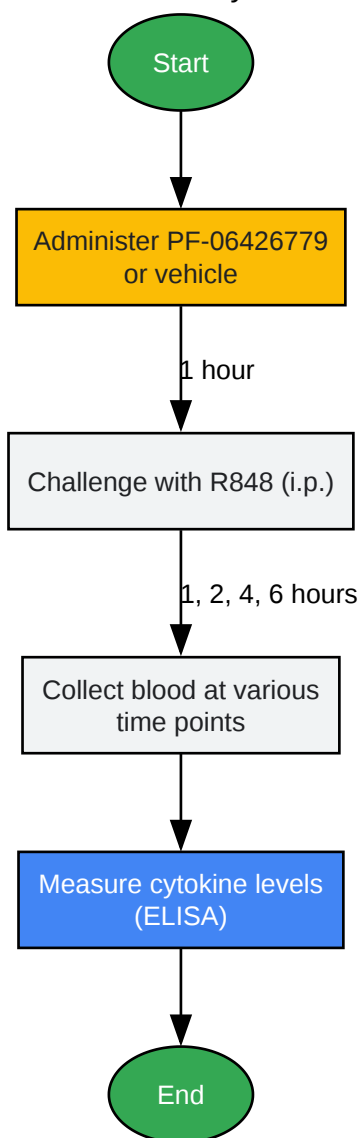 Start
Administer PF-06426779
or vehicle
1 hour
Challenge with R848 (i.p.)
1, 2, 4, 6 hours
Collect blood at various
time points
Measure cytokine levels
(ELISA)
End